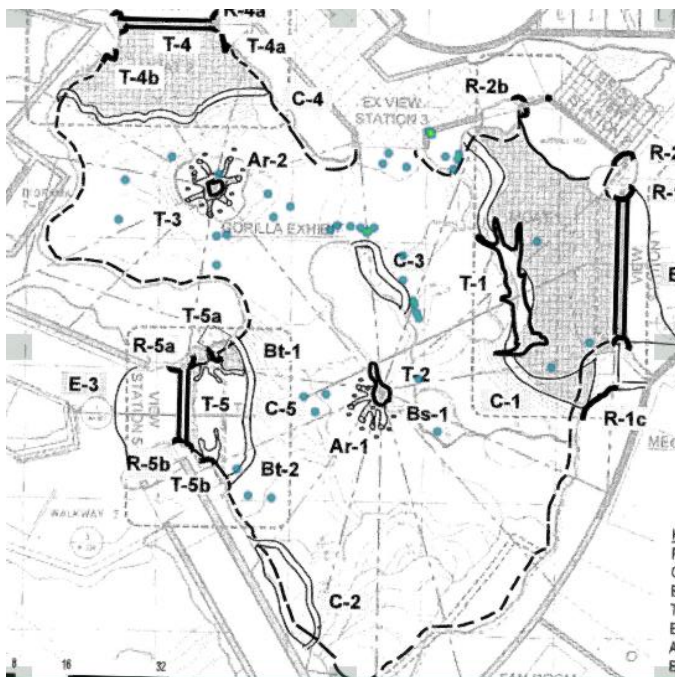 R-4a
T-4
T-4a
T-4b
C-4
EX VIEW
STATION 3
R-2b
Ar-2
R-2
R-
T-3
GORILLA EXHIBIT
C-3
VIEW
STATION
T-1
E
T-5a
R-5a
Bt-1
E-3
VIEW
STATION 5
T-5
C-5
T-2
Bs-1
C-1
R-1c
Ar-1
R-5b
Bt-2
T-5b
WALKWAY
C-2
8 16 32